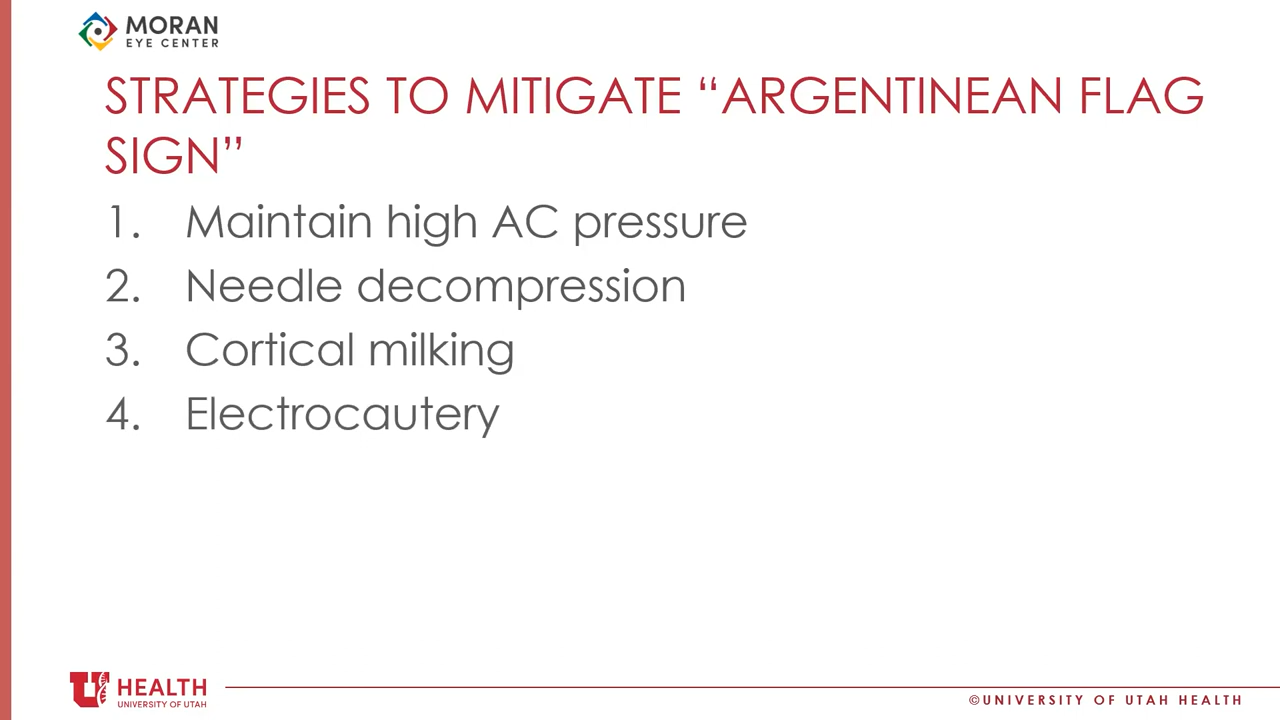 MORAN
EYE CENTER
STRATEGIES TO MITIGATE “ARGENTINEAN FLAG
SIGN”
1. Maintain high AC pressure
2. Needle decompression
3. Cortical milking
4. Electrocautery
U HEALTH
UNIVERSITY OF UTAH
©UNIVERSITY OF UTAH HEALTH